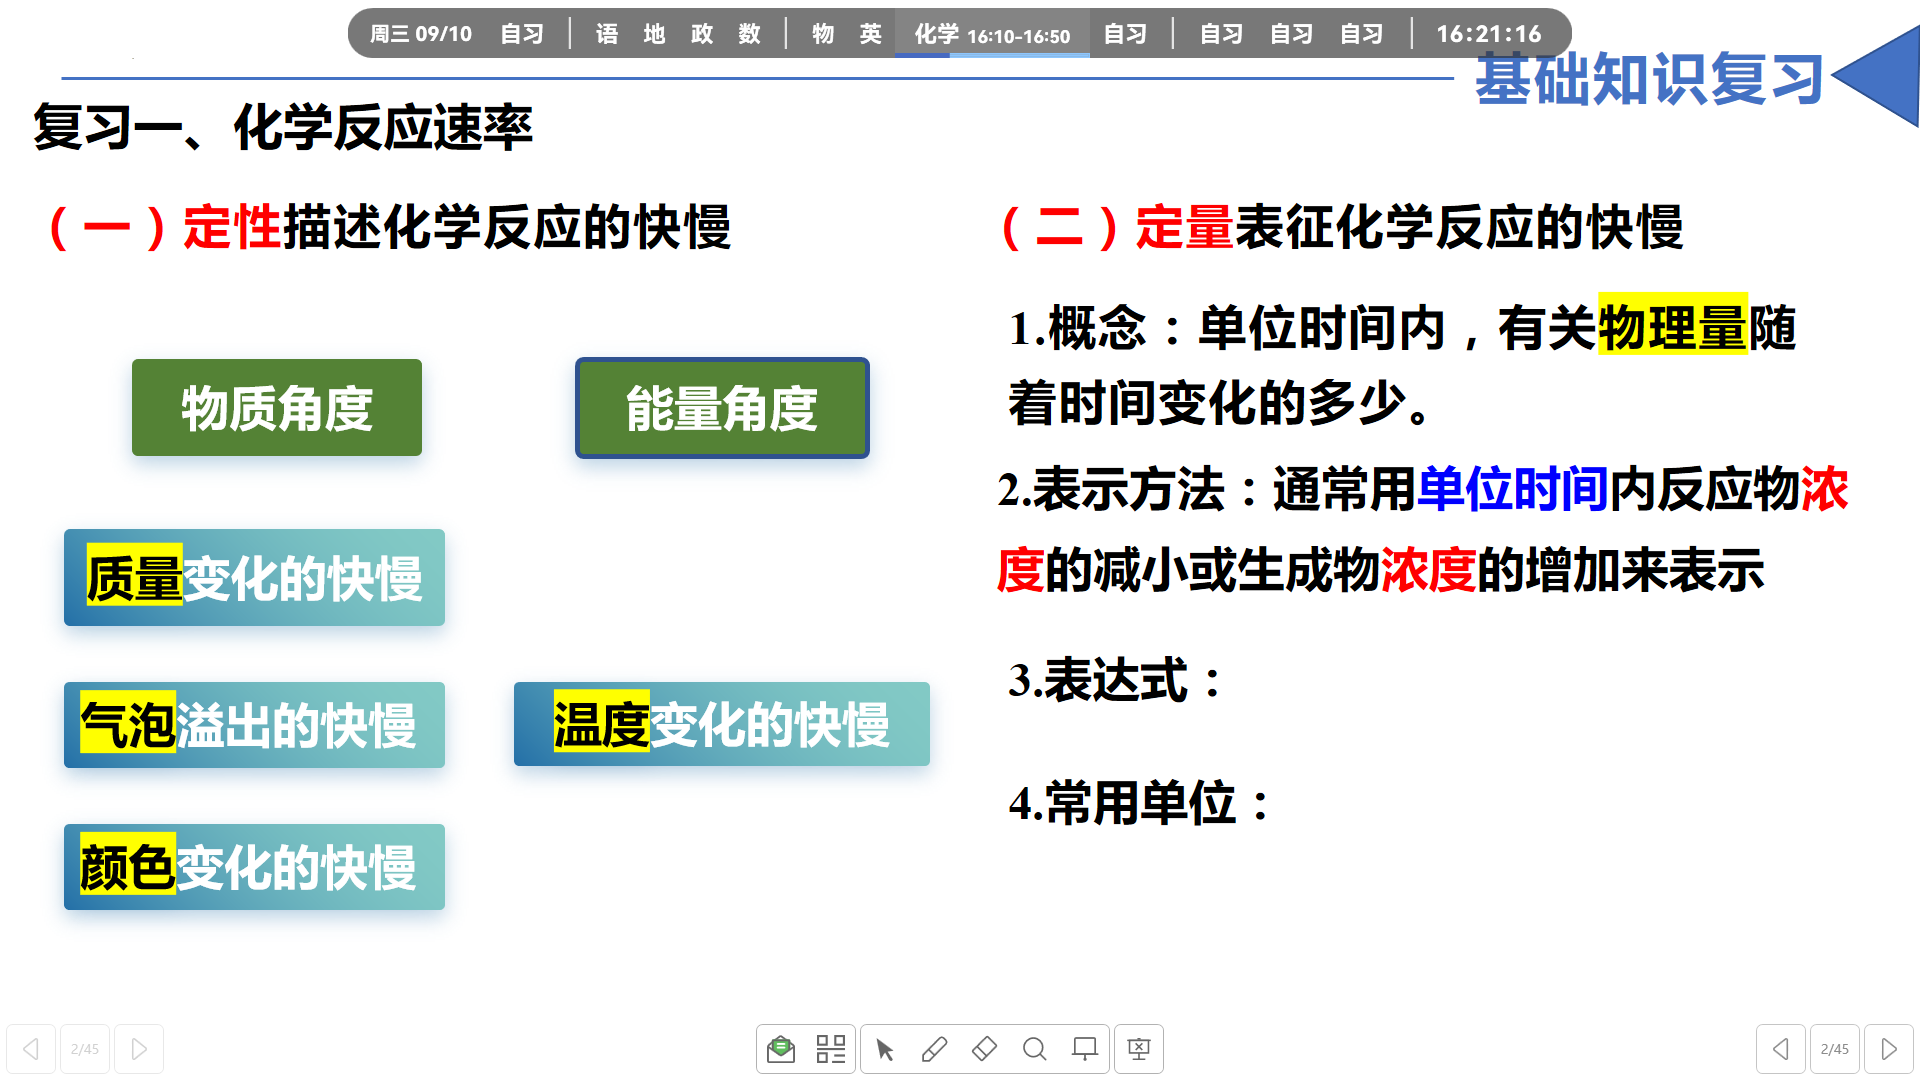 周三 09/10 自习 语 地 政 数 物 英 化学 16:10-16:50 自习 自习 自习 自习 16:21:16
基础知识复习
复习一、化学反应速率
（一）定性描述化学反应的快慢
物质角度
能量角度
质量变化的快慢
气泡溢出的快慢
温度变化的快慢
颜色变化的快慢
（二）定量表征化学反应的快慢
1.概念：单位时间内，有关物理量随
着时间变化的多少。
2.表示方法：通常用单位时间内反应物浓
度的减小或生成物浓度的增加来表示
3.表达式：
4.常用单位：
2/45
2/45